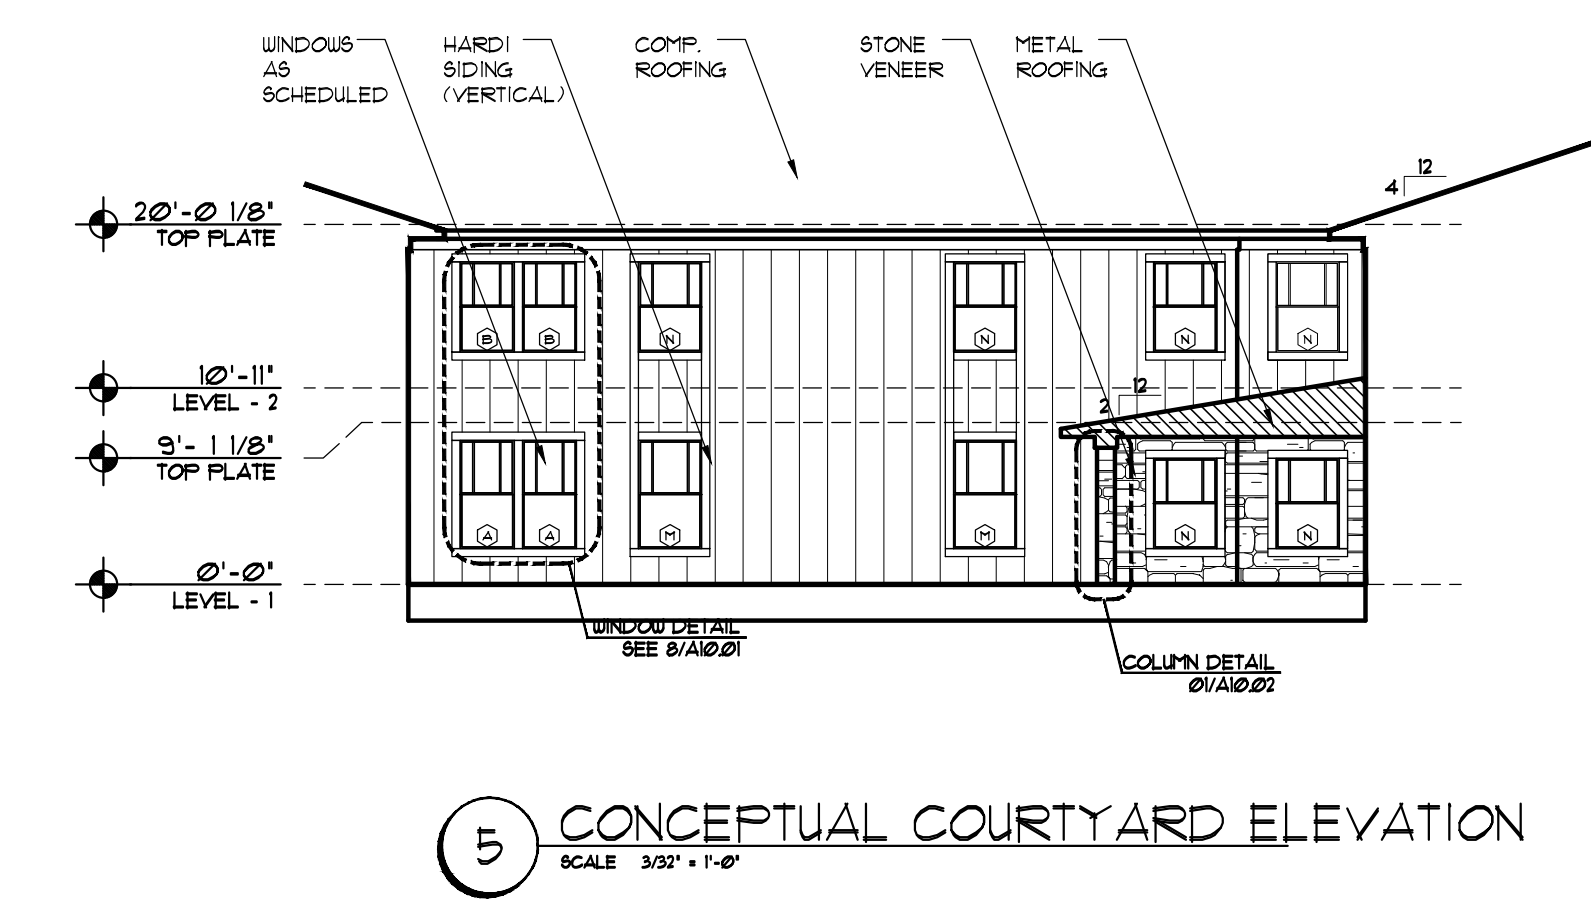 WINDOWS
AS
SCHEDULED
HARDI
SIDING
(VERTICAL)
COMP.
ROOFING
STONE
VENEER
METAL
ROOFING
12
4
20'-0 1/8"
TOP PLATE
B
B
N
N
N
N
10'-11"
LEVEL - 2
12
2
9'- 1 1/8"
TOP PLATE
A
A
M
M
N
N
0'-0"
LEVEL - 1
WINDOW DETAIL
SEE 8/A10.01
COLUMN DETAIL
01/A10.02
5
CONCEPTUAL COURTYARD ELEVATION
SCALE 3/32" = 1'-0"